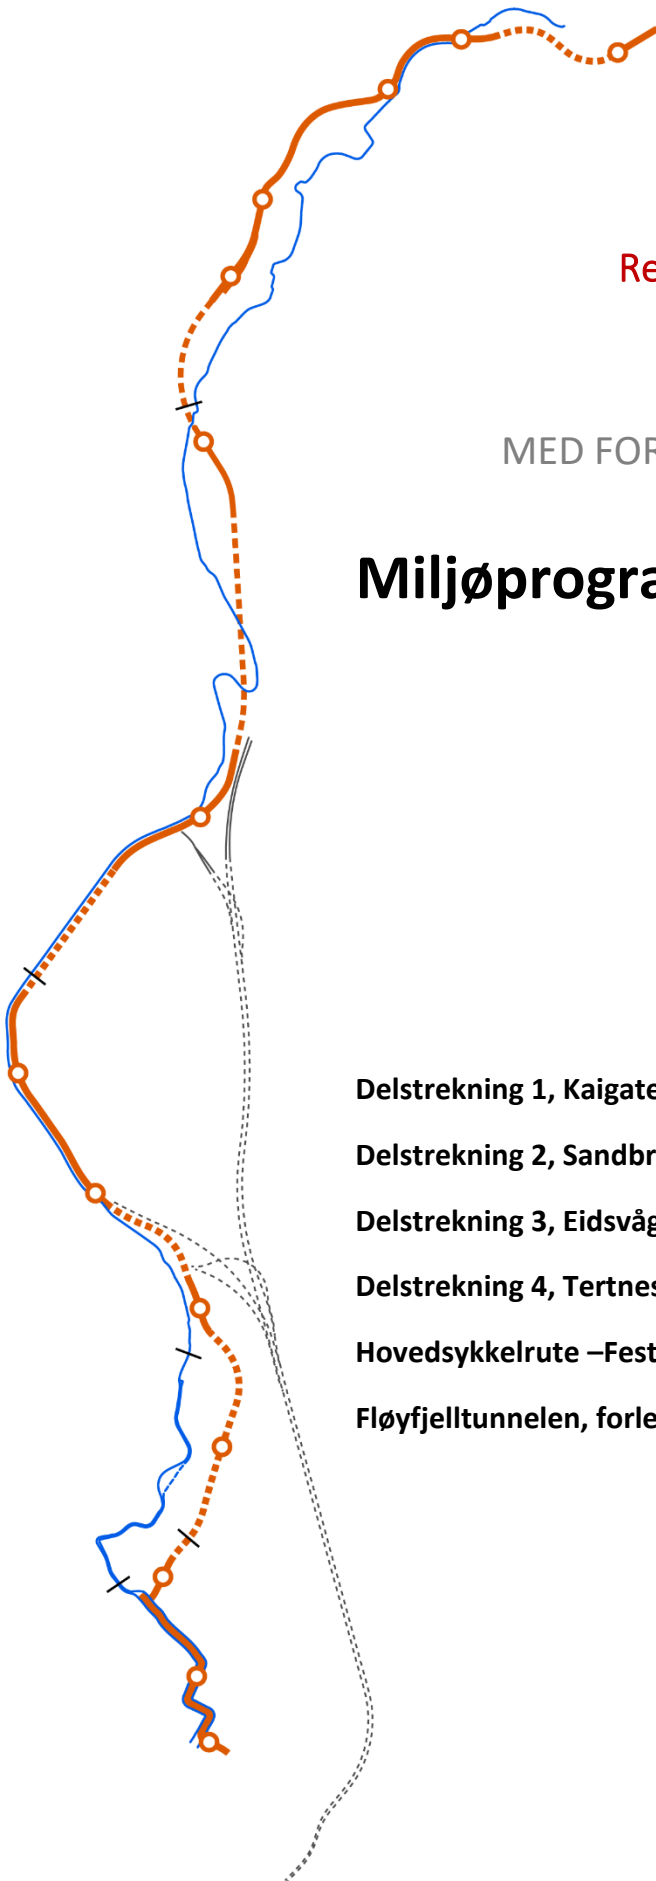 Re
MED FOR
Miljøprogra
Delstrekning 1, Kaigate
Delstrekning 2, Sandbr
Delstrekning 3, Eidsvåg
Delstrekning 4, Tertnes
Hovedsykkelrute –Fest
Fløyfjelltunnelen, forle